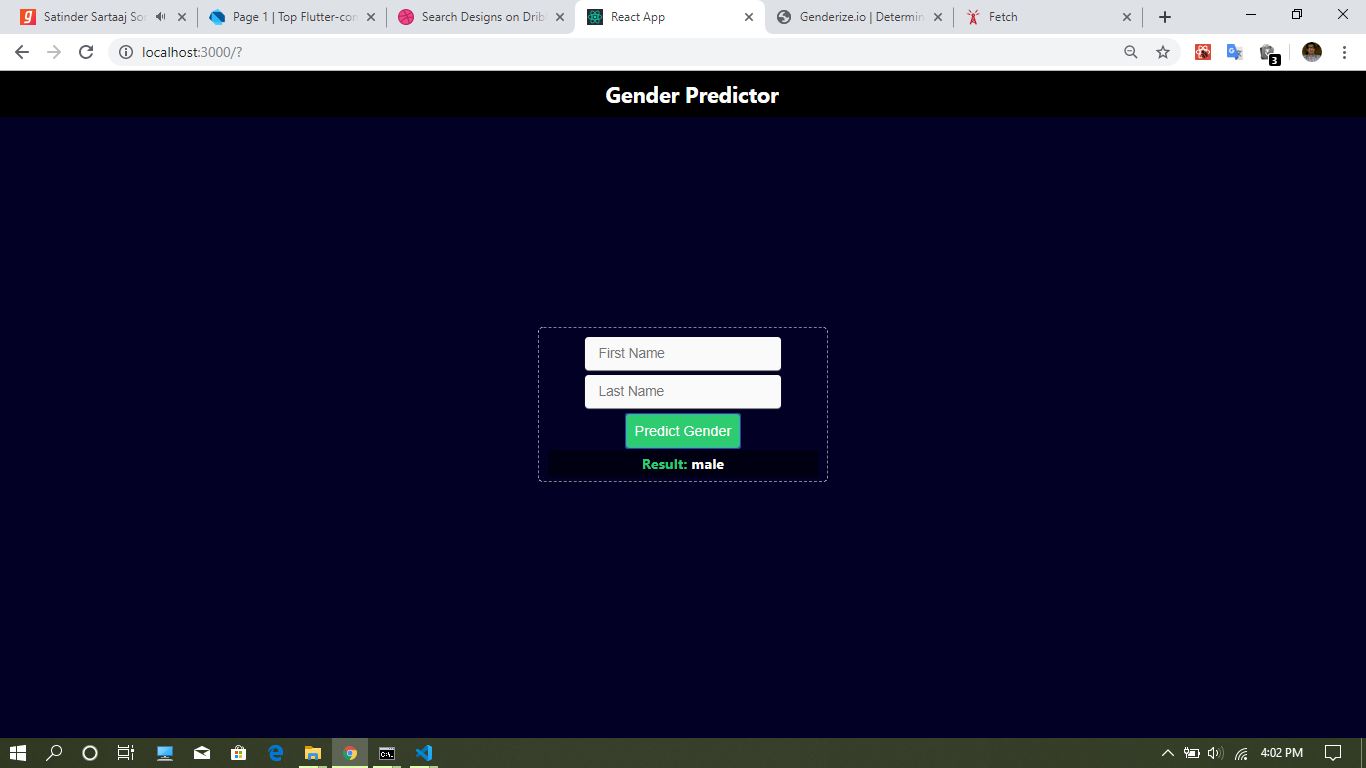 Satinder Sartaaj Son
Page 1 | Top Flutter-con
Search Designs on Drib
React App
Genderize.io | Determin
Fetch
localhost:3000/?
3
Gender Predictor
First Name
Last Name
Predict Gender
Result: male
4:02 PM